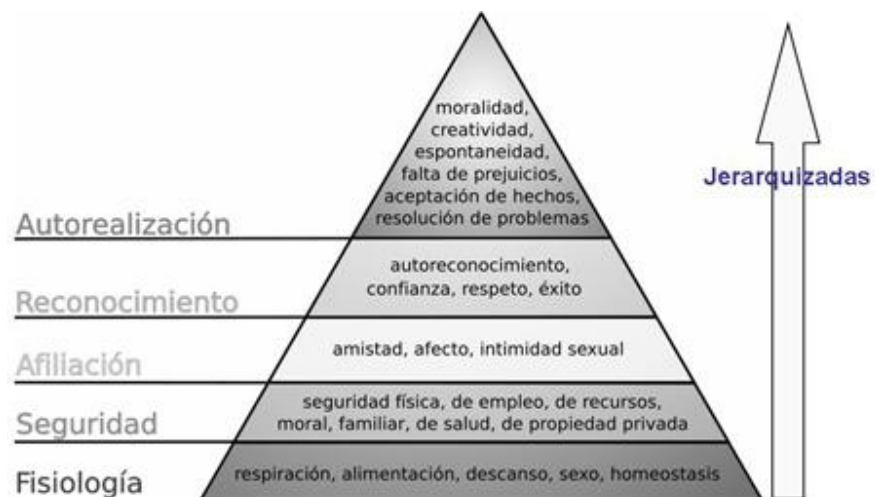 moralidad,
creatividad,
espontaneidad,
falta de prejuicios,
aceptación de hechos,
resolución de problemas
Autorealización
autoreconocimiento,
confianza, respeto, éxito
Reconocimiento
amistad, afecto, intimidad sexual
Afiliación
seguridad física, de empleo, de recursos,
moral, familiar, de salud, de propiedad privada
Seguridad
respiración, alimentación, descanso, sexo, homeostasis
Fisiología
Jerarquizadas